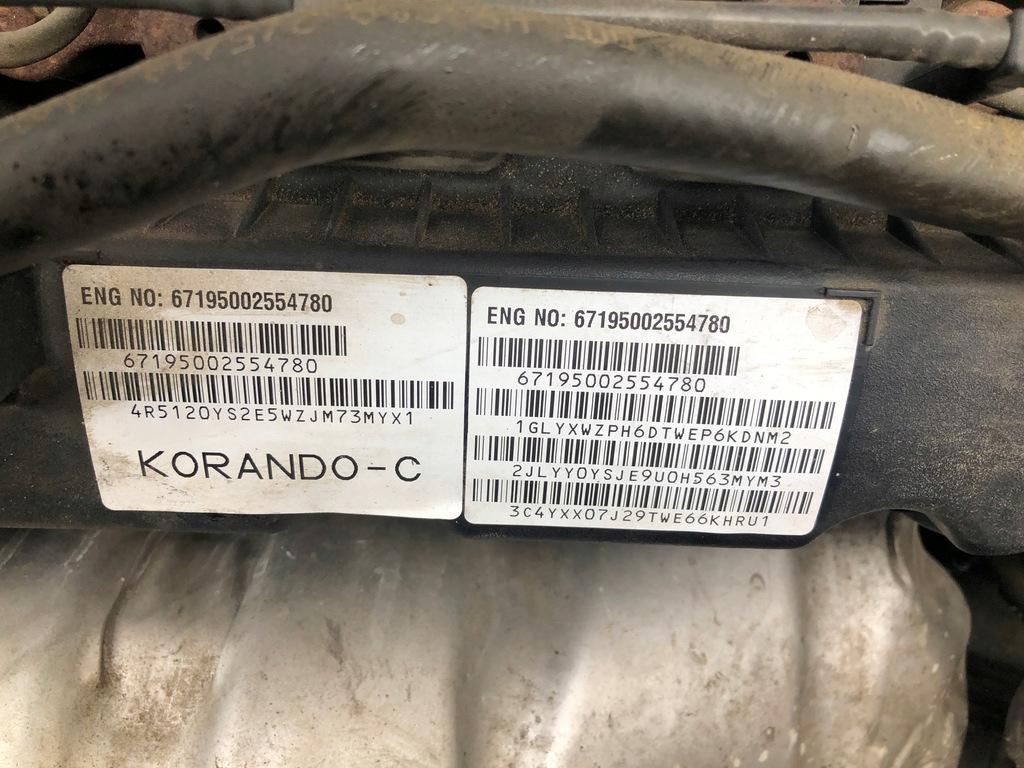 ENG NO: 67195002554780
67195002554780
4R5120YS2E5WZJM73MYX1
KORANDO-C
ENG NO: 67195002554780
67195002554780
1GLYXWZPH6DTWEP6KDNM2
2JLYY0YSJE9U0H563MYM3
3C4YXX07J29TWE66KHRU1